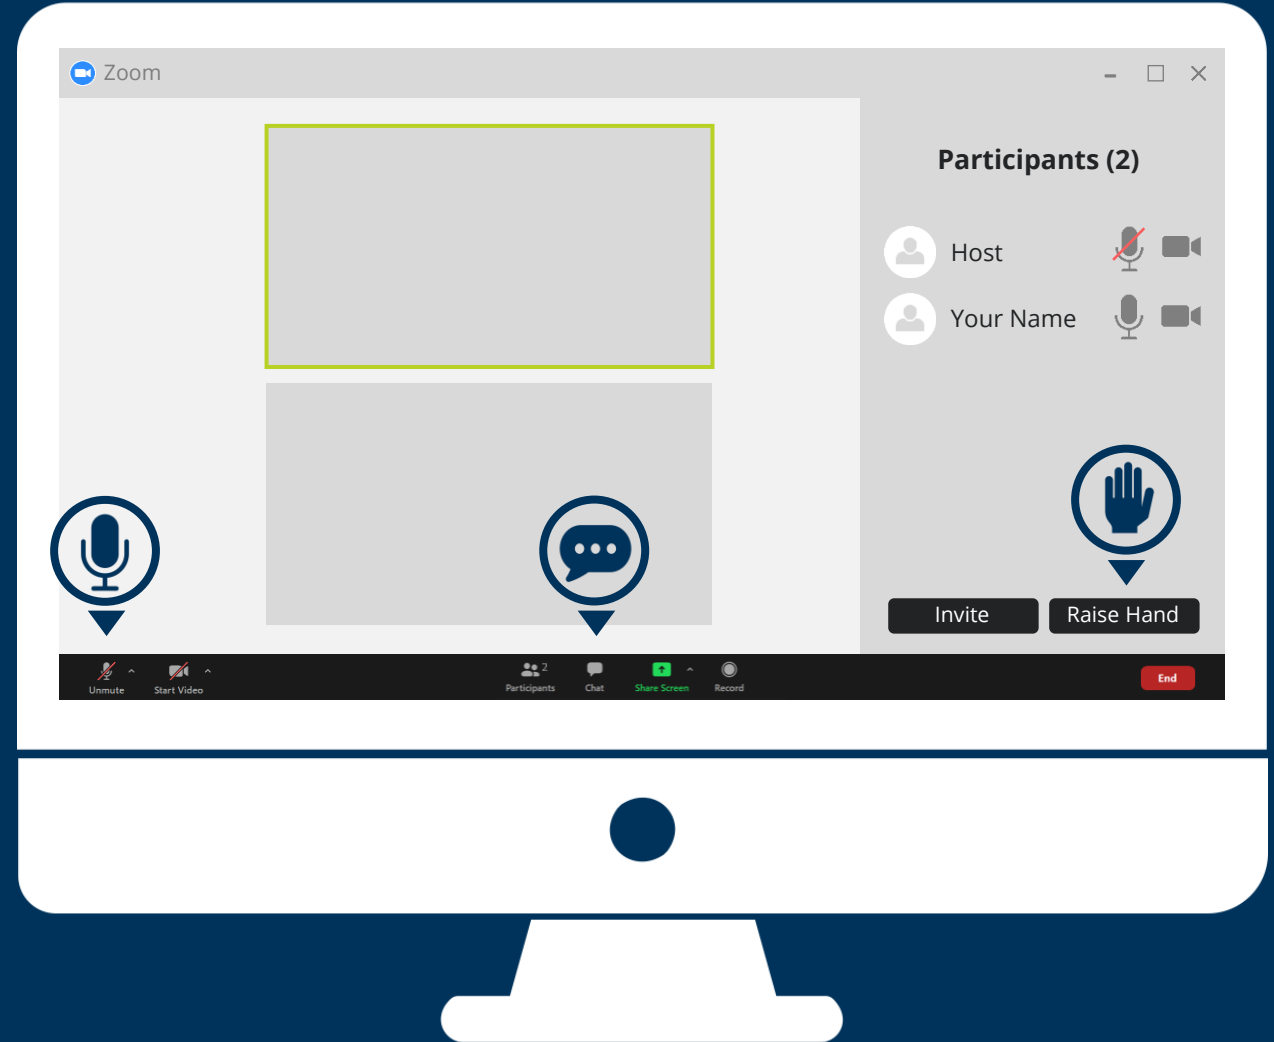 Zoom
Participants (2)
Host
Your Name
Invite
Raise Hand
Unmute
Start Video
2
Participants
Chat
Share Screen
Record
End